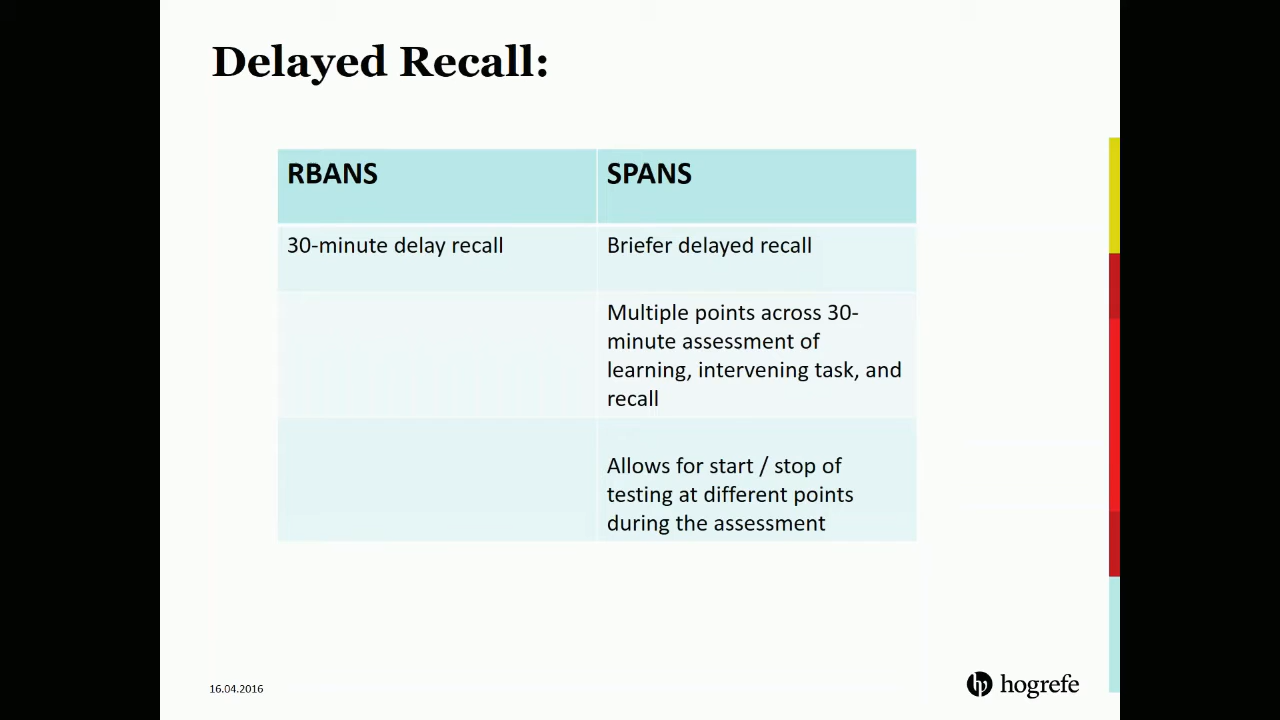 Delayed Recall:
RBANS
SPANS
30-minute delay recall
Briefer delayed recall
Multiple points across 30-
minute assessment of
learning, intervening task, and
recall
Allows for start / stop of
testing at different points
during the assessment
16.04.2016
hogrefe